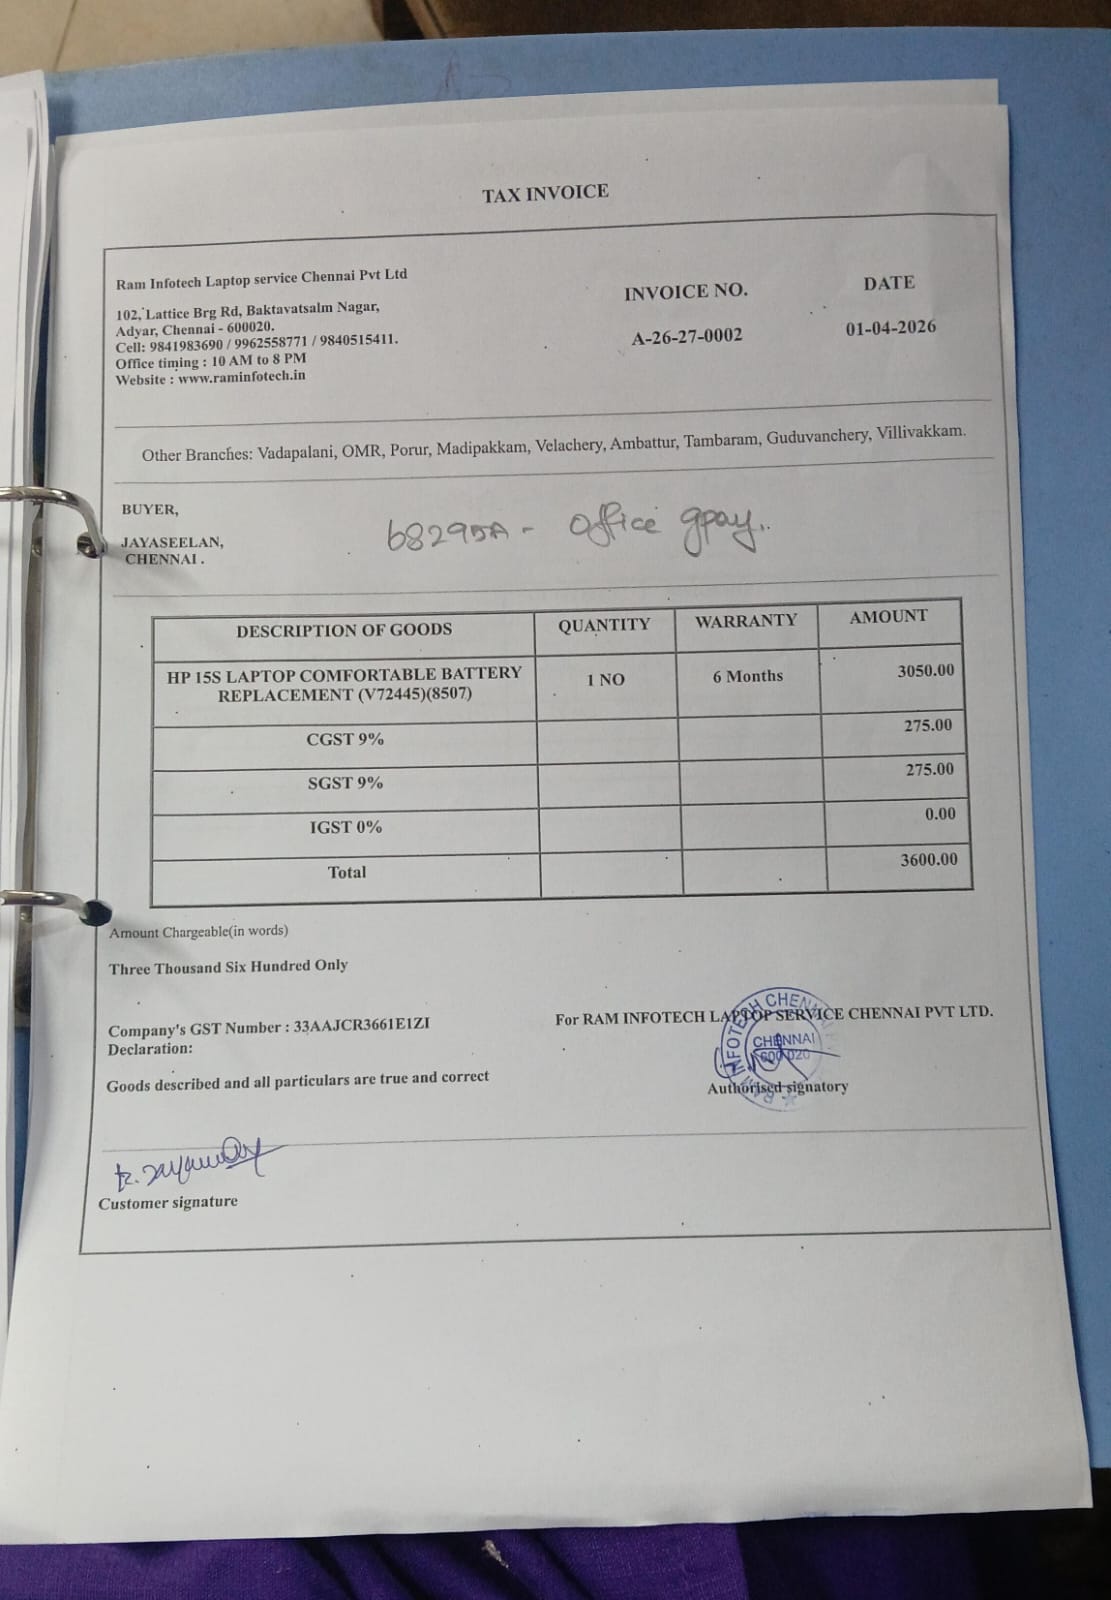 TAX INVOICE
Ram Infotech Laptop service Chennai Pvt Ltd
102, Lattice Brg Rd, Baktavatsalm Nagar,
Adyar, Chennai - 600020.
Cell: 9841983690 / 9962558771 / 9840515411.
Office timing : 10 AM to 8 PM
Website : www.raminfotech.in
INVOICE NO.
A-26-27-0002
DATE
01-04-2026
Other Branches: Vadapalani, OMR, Porur, Madipakkam, Velachery, Ambattur, Tambaram, Guduvanchery, Villivakkam.
BUYER,
JAYASEELAN,
CHENNAI .
68295A - office gpay..
DESCRIPTION OF GOODS QUANTITY WARRANTY AMOUNT
HP 15S LAPTOP COMFORTABLE BATTERY REPLACEMENT (V72445)(8507) 1 NO 6 Months 3050.00
CGST 9% 275.00
SGST 9% 275.00
IGST 0% 0.00
Total 3600.00
Amount Chargeable(in words)
Three Thousand Six Hundred Only
Company's GST Number : 33AAJCR3661E1ZI
Declaration:
Goods described and all particulars are true and correct
For RAM INFOTECH LAPTOP SERVICE CHENNAI PVT LTD.
CHENNAI
600 020
Authorised signatory
Customer signature